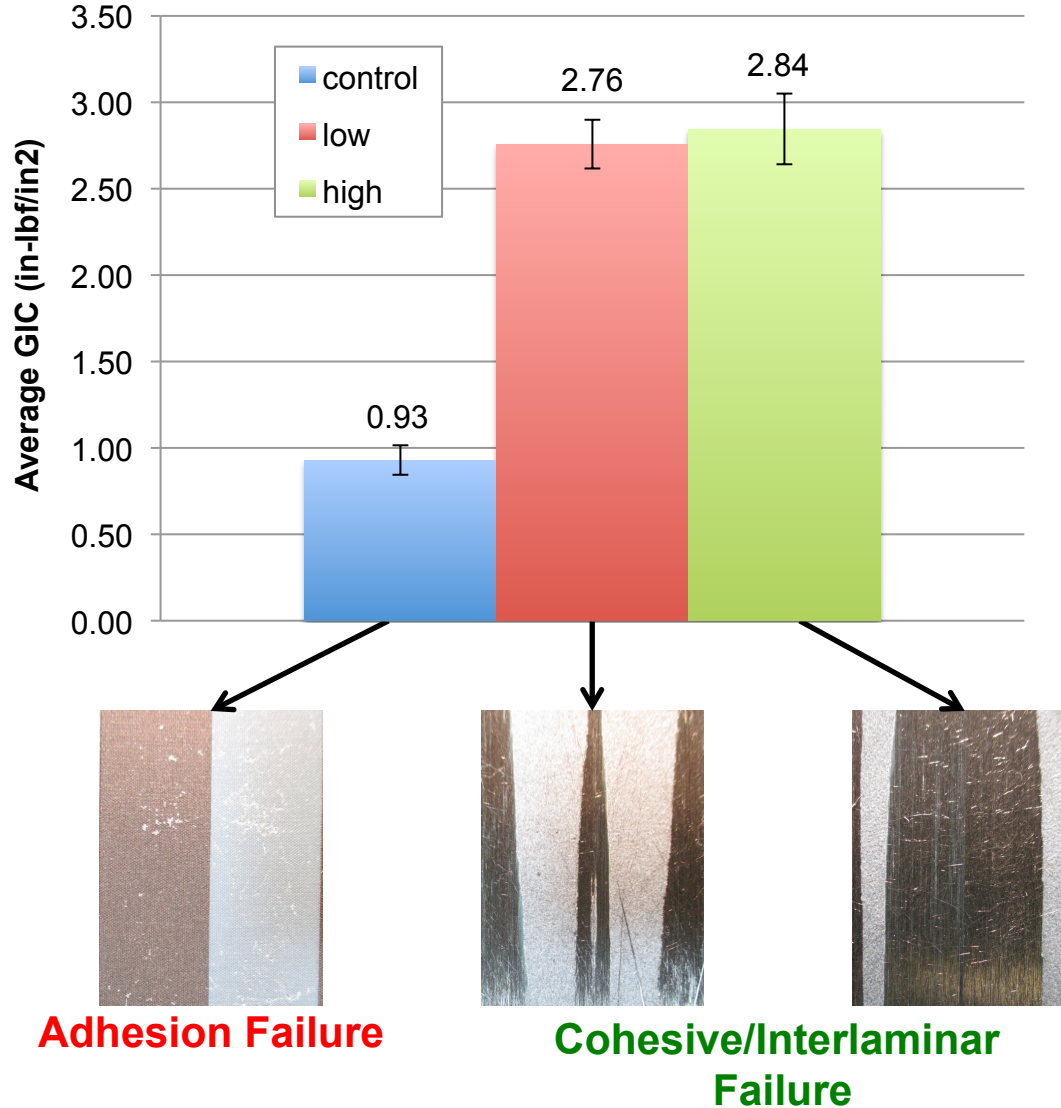 3.50
3.00
2.50
2.00
1.50
1.00
0.50
0.00
Average GIC (in-lbf/in2)
control
low
high
0.93
2.76
2.84
Adhesion Failure
Cohesive/Interlaminar
Failure